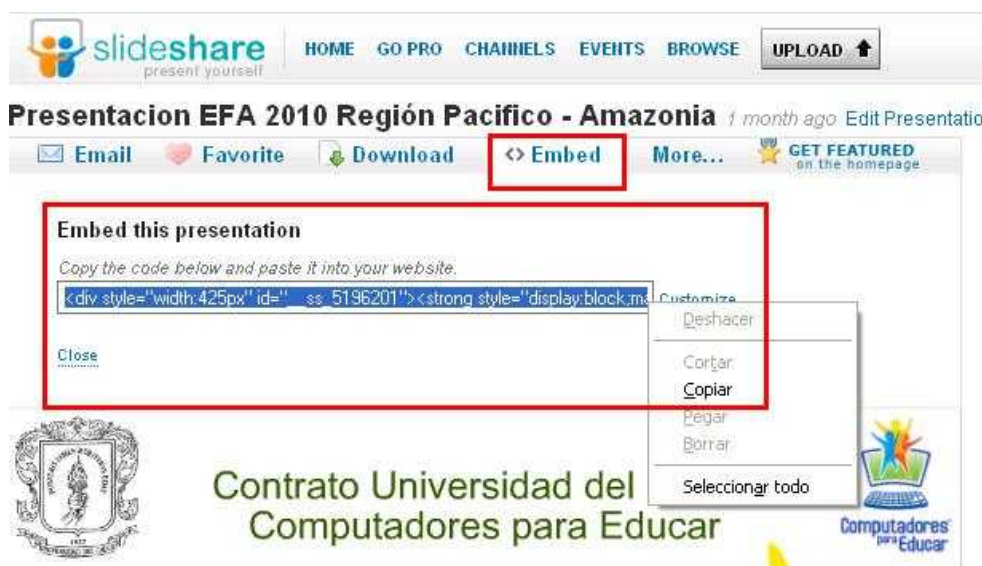 slideshare
present yourself
HOME GO PRO CHANNELS EVENTS BROWSE UPLOAD
Presentacion EFA 2010 Región Pacifico - Amazonia 1 month ago Edit Presentatio
Email Favorite Download <> Embed More... GET FEATURED
on the homepage
Embed this presentation
Copy the code below and paste it into your website.
<div style="width:425px" id="__ss_5196201"><strong style="display:block;ma Customize
Deshacer
Close
Cortar
Copiar
Pegar
Borrar
Seleccionar todo
Contrato Universidad del
Computadores para Educar
Computadores
para Educar